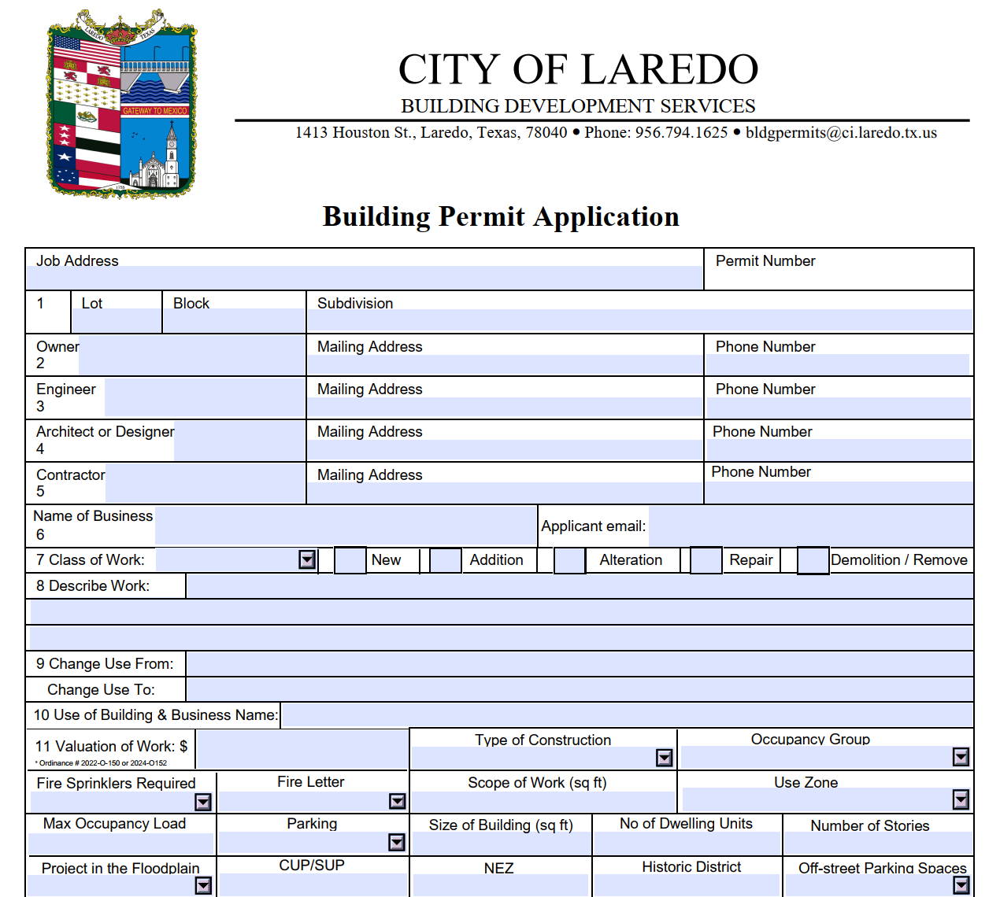 LAREDO TEXAS
GATEWAY TO MEXICO
1755
CITY OF LAREDO
BUILDING DEVELOPMENT SERVICES
1413 Houston St., Laredo, Texas, 78040 • Phone: 956.794.1625 • bldgpermits@ci.laredo.tx.us
Building Permit Application
Job Address Permit Number
1 Lot Block Subdivision
Owner Mailing Address Phone Number
2
Engineer Mailing Address Phone Number
3
Architect or Designer Mailing Address Phone Number
4
Contractor Mailing Address Phone Number
5
Name of Business Applicant email:
6
7 Class of Work: New Addition Alteration Repair Demolition / Remove
8 Describe Work:
9 Change Use From:
Change Use To:
10 Use of Building & Business Name:
11 Valuation of Work: $ Type of Construction Occupancy Group
* Ordinance # 2022-O-150 or 2024-O152
Fire Sprinklers Required Fire Letter Scope of Work (sq ft) Use Zone
Max Occupancy Load Parking Size of Building (sq ft) No of Dwelling Units Number of Stories
Project in the Floodplain CUP/SUP NEZ Historic District Off-street Parking Spaces